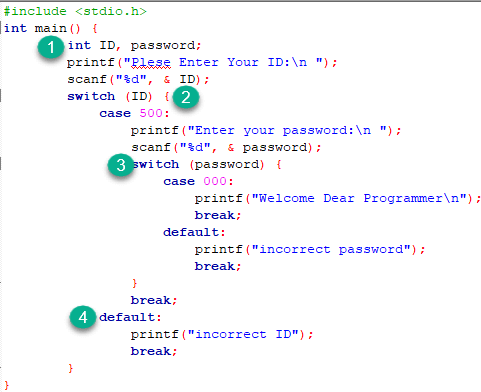 #include <stdio.h>
int main() {
1 int ID, password;
printf("Plese Enter Your ID:\n ");
scanf("%d", & ID);
switch (ID) { 2
case 500:
printf("Enter your password:\n ");
scanf("%d", & password);
3 switch (password) {
case 000:
printf("Welcome Dear Programmer\n");
break;
default:
printf("incorrect password");
break;
}
break;
4 default:
printf("incorrect ID");
break;
}
}